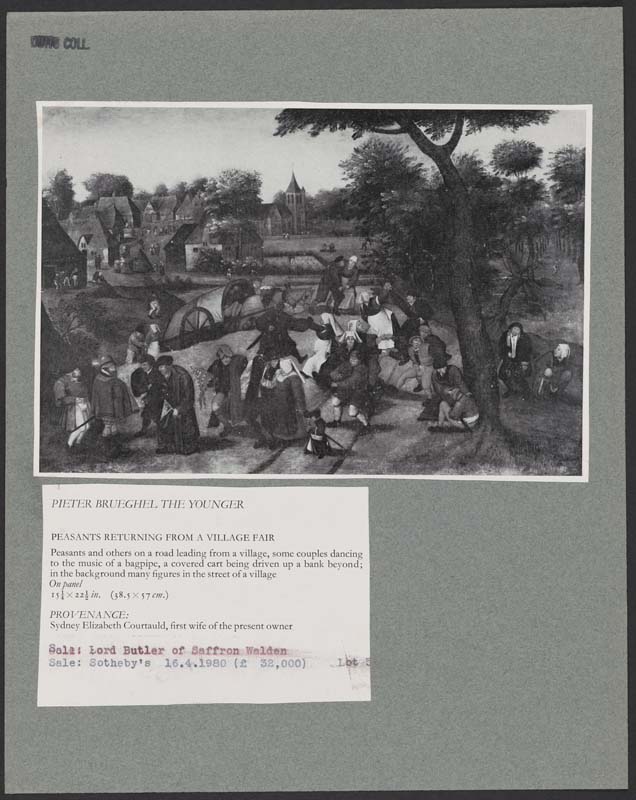 COLL.
PIETER BRUEGHEL THE YOUNGER
PEASANTS RETURNING FROM A VILLAGE FAIR
Peasants and others on a road leading from a village, some couples dancing
to the music of a bagpipe, a covered cart being driven up a bank beyond;
in the background many figures in the street of a village
On panel
15¼ × 22½ in. (38.5 × 57 cm.)
PROVENANCE:
Sydney Elizabeth Courtauld, first wife of the present owner
Sale: Lord Butler of Saffron Walden
Sale: Sotheby's 16.4.1980 (£ 32,000) Lot